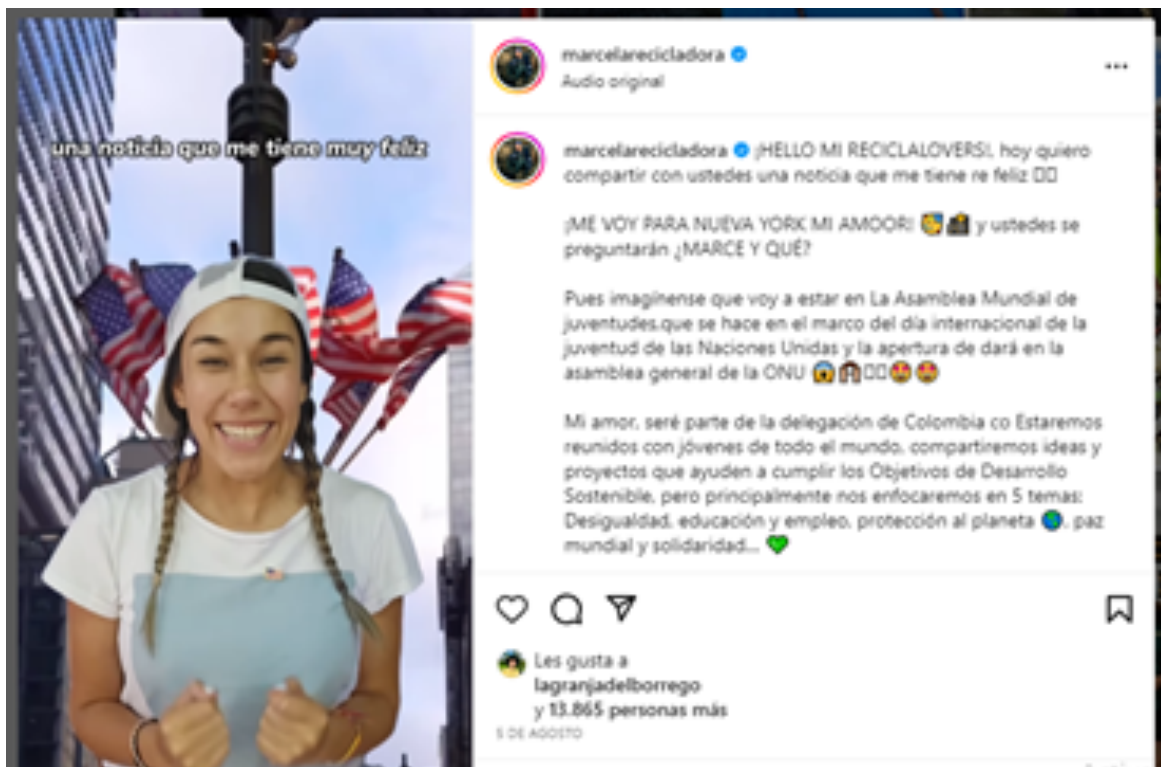 una noticia que me tiene muy feliz
marcelarecicladora
Audio original
marcelarecicladora ¡HELLO MI RECICLALOVERS!, hoy quiero
compartir con ustedes una noticia que me tiene re feliz
¡ME VOY PARA NUEVA YORK MI AMOOR! y ustedes se
preguntarán ¿MARCE Y QUÉ?
Pues imagínense que voy a estar en La Asamblea Mundial de
juventudes,que se hace en el marco del día internacional de la
juventud de las Naciones Unidas y la apertura de dará en la
asamblea general de la ONU
Mi amor, seré parte de la delegación de Colombia co Estaremos
reunidos con jóvenes de todo el mundo, compartiremos ideas y
proyectos que ayuden a cumplir los Objetivos de Desarrollo
Sostenible, pero principalmente nos enfocaremos en 5 temas:
Desigualdad, educación y empleo, protección al planeta , paz
mundial y solidaridad...
Les gusta a
lagranjadelborrego
y 13.865 personas más
5 DE AGOSTO